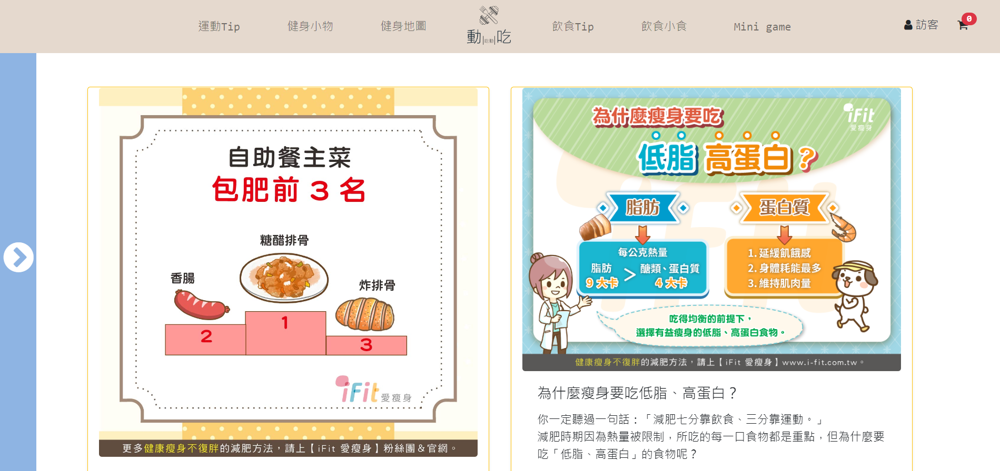 運動Tip
健身小物
健身地圖
動|吃動|吃
飲食Tip
飲食小食
Mini game
訪客
0
自助餐主菜
包肥前3名
糖醋排骨
香腸
炸排骨
1
2
3
iFit 愛瘦身
更多健康瘦身不復胖的減肥方法，請上【iFit 愛瘦身】粉絲團＆官網。
iFit
愛瘦身
為什麼瘦身要吃
低脂 高蛋白？
脂肪
每公克熱量
脂肪 > 醣類、蛋白質
9 大卡 4 大卡
蛋白質
1. 延緩飢餓感
2. 身體耗能最多
3. 維持肌肉量
吃得均衡的前提下，
選擇有益瘦身的低脂、高蛋白食物。
健康瘦身不復胖的減肥方法，請上【iFit 愛瘦身】www.i-fit.com.tw。
為什麼瘦身要吃低脂、高蛋白？
你一定聽過一句話：「減肥七分靠飲食、三分靠運動。」
減肥時期因為熱量被限制，所吃的每一口食物都是重點，但為什麼要
吃「低脂、高蛋白」的食物呢？